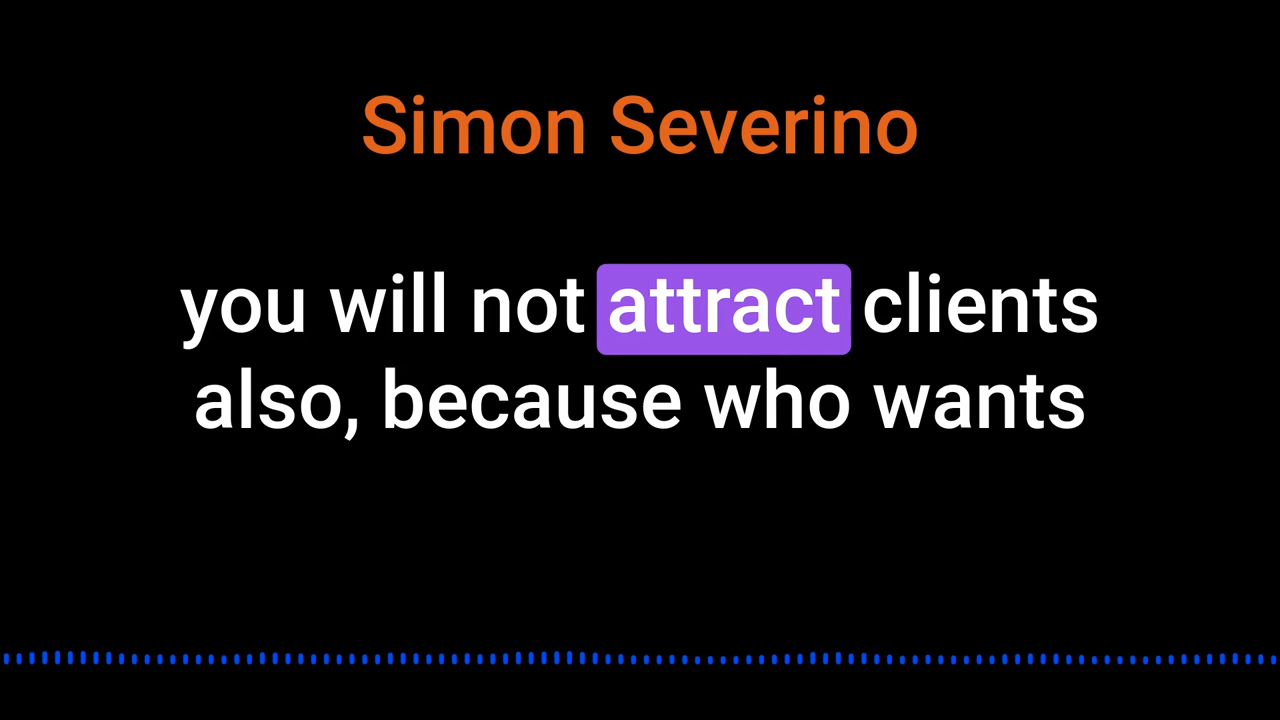 Simon Severino
you will not attract clients
also, because who wants